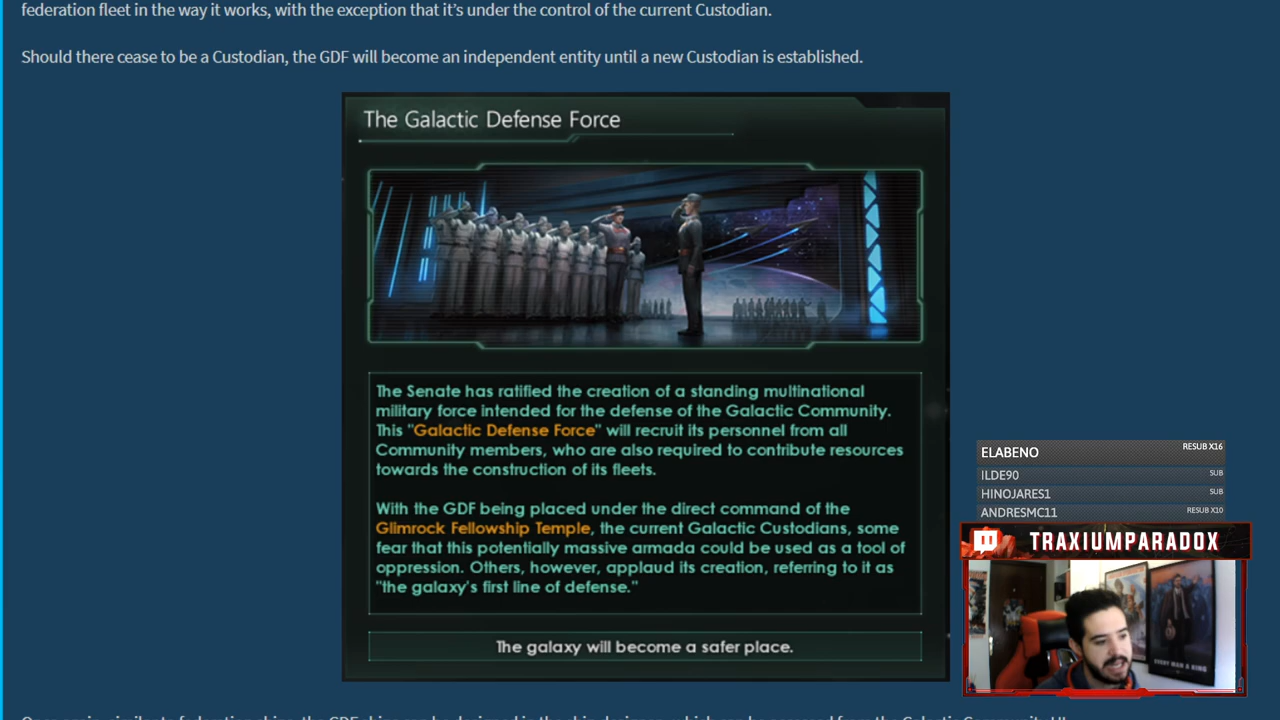 federation fleet in the way it works, with the exception that it's under the control of the current Custodian.
Should there cease to be a Custodian, the GDF will become an independent entity until a new Custodian is established.
The Galactic Defense Force
The Senate has ratified the creation of a standing multinational
military force intended for the defense of the Galactic Community.
This "Galactic Defense Force" will recruit its personnel from all
Community members, who are also required to contribute resources
towards the construction of its fleets.
With the GDF being placed under the direct command of the
Glimrock Fellowship Temple, the current Galactic Custodians, some
fear that this potentially massive armada could be used as a tool of
oppression. Others, however, applaud its creation, referring to it as
"the galaxy's first line of defense."
The galaxy will become a safer place.
ELABENO RESUB X16
ILDE90 SUB
HINOJARES1 SUB
ANDRESMC11 RESUB X10
TRAXIUMPARADOX
EVERY MAN A KING